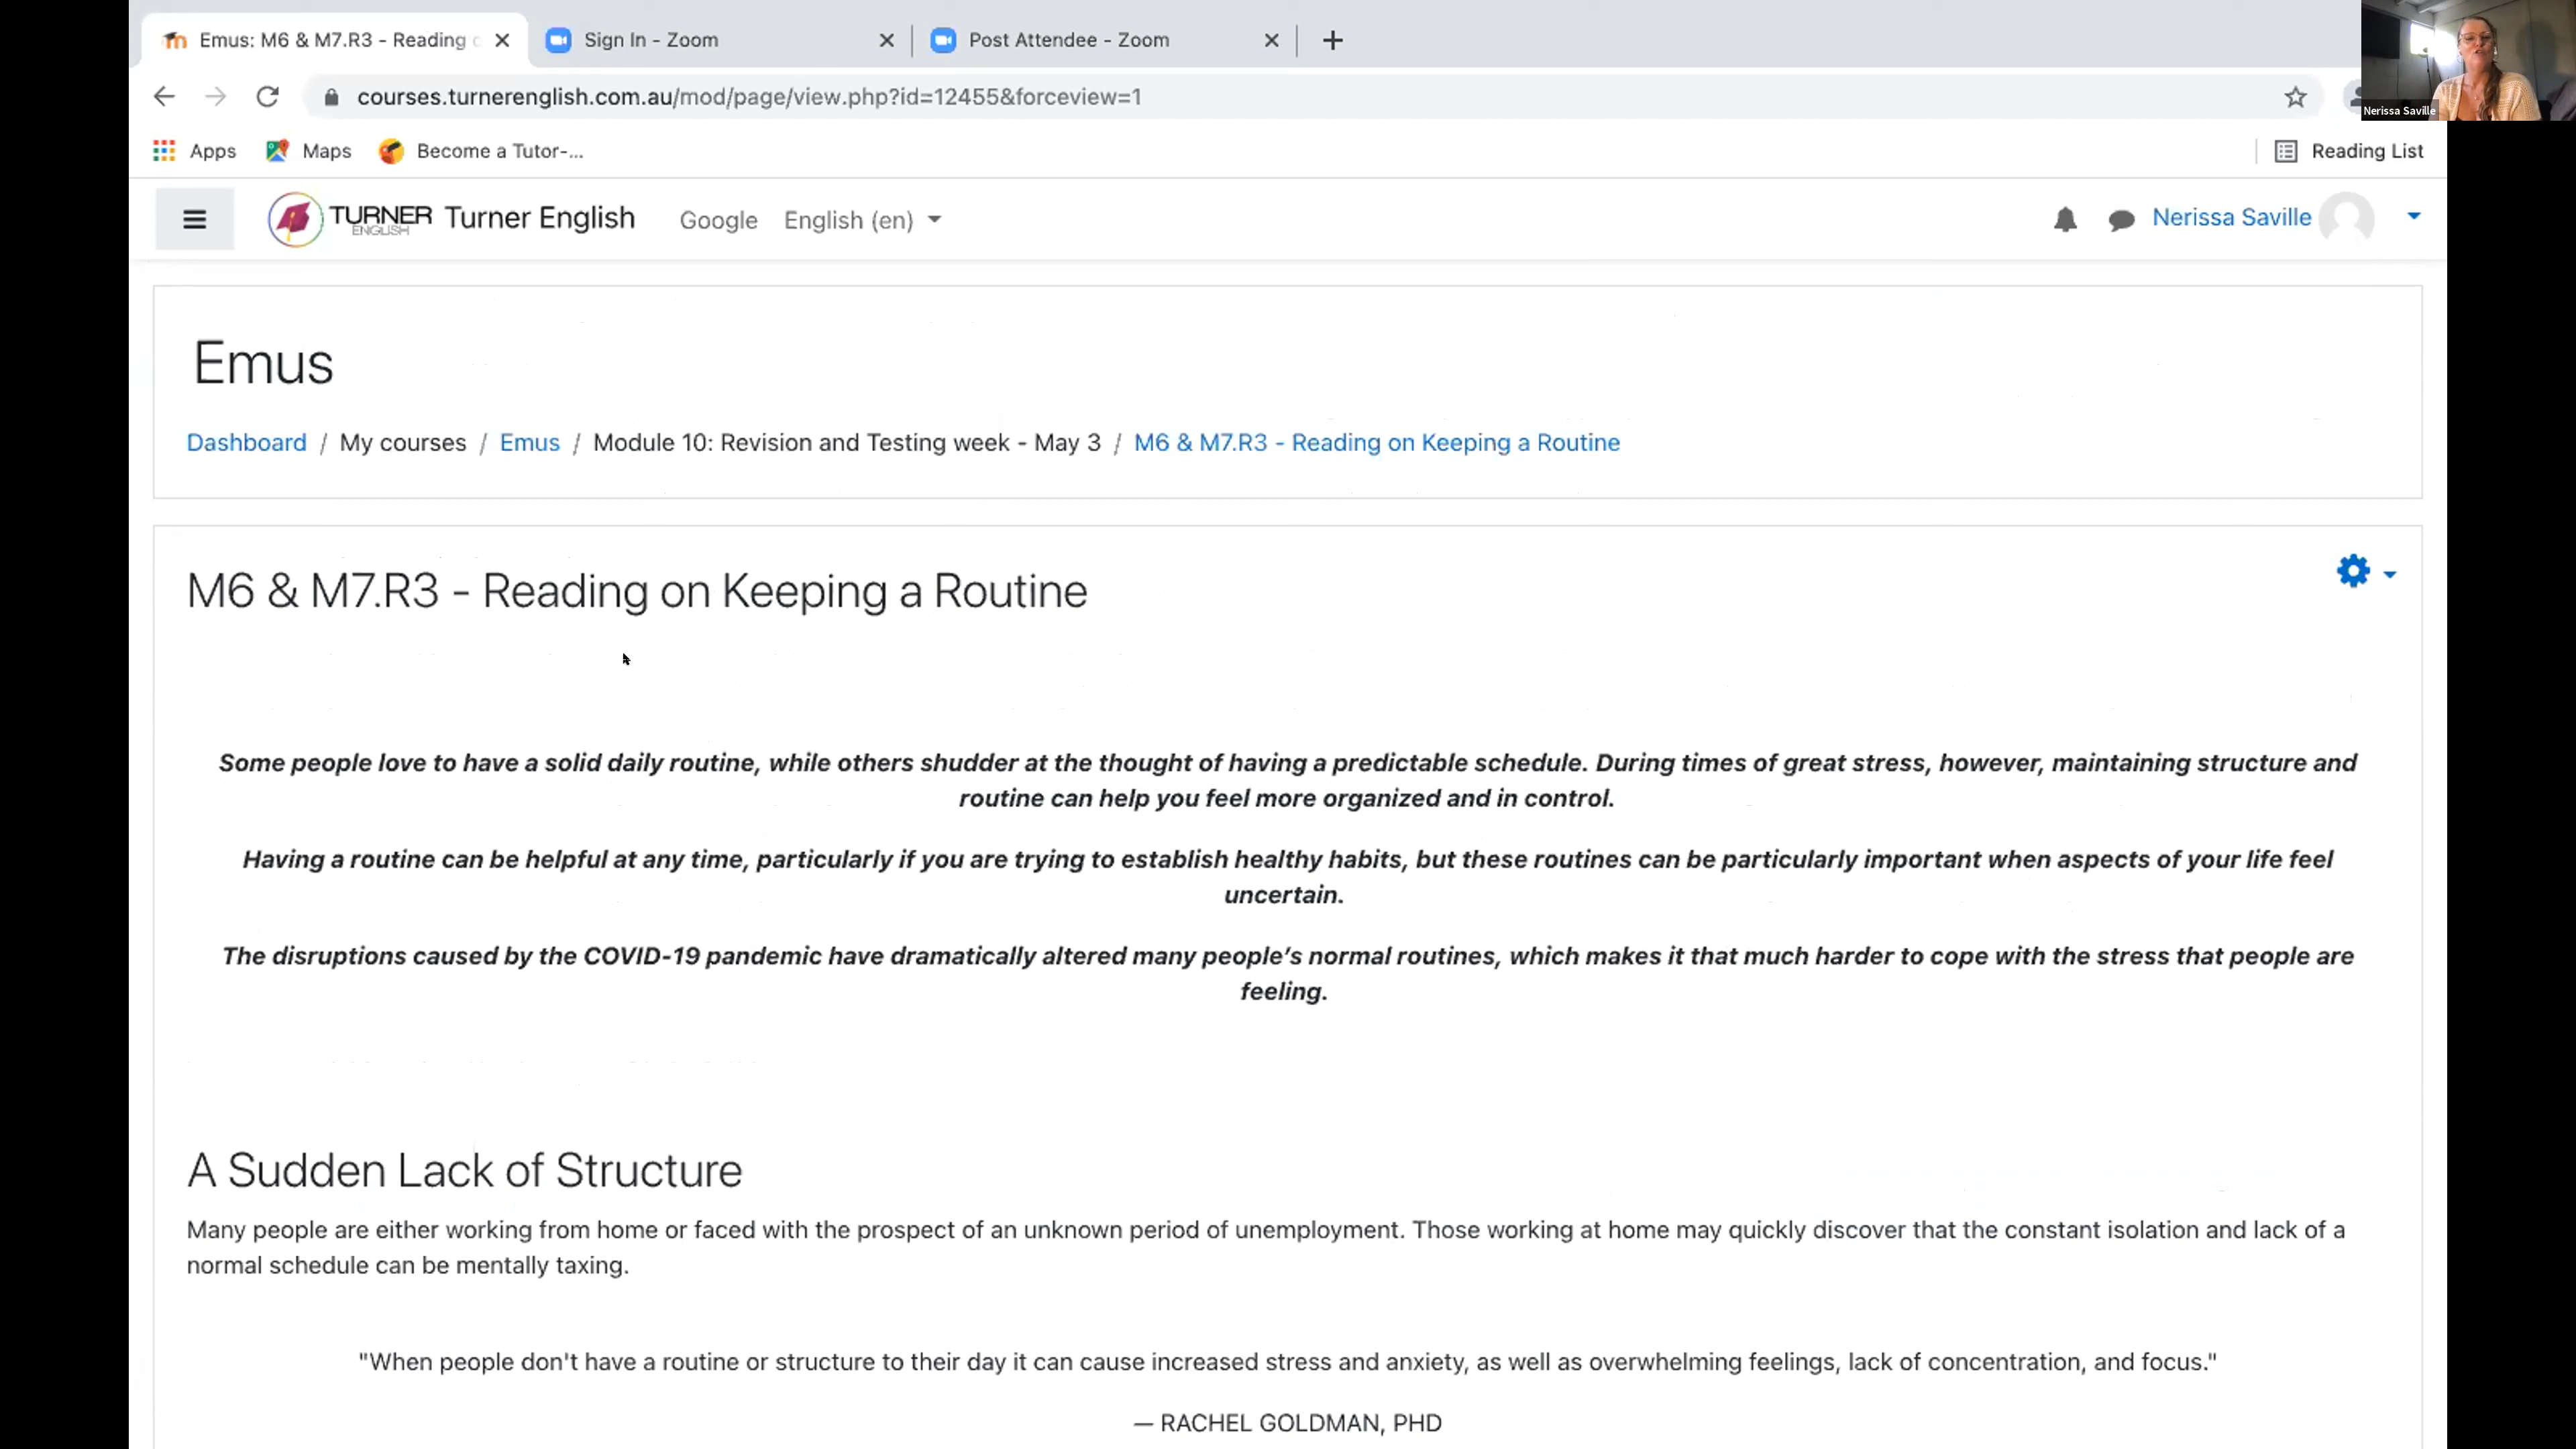 Emus: M6 & M7.R3 - Reading
Sign In - Zoom
Post Attendee - Zoom
courses.turnerenglish.com.au/mod/page/view.php?id=12455&forceview=1
Nerissa Saville
Apps
Maps
Become a Tutor-...
Reading List
TURNER
ENGLISH
Turner English
Google
English (en)
Nerissa Saville
Emus
Dashboard / My courses / Emus / Module 10: Revision and Testing week - May 3 / M6 & M7.R3 - Reading on Keeping a Routine
M6 & M7.R3 - Reading on Keeping a Routine
Some people love to have a solid daily routine, while others shudder at the thought of having a predictable schedule. During times of great stress, however, maintaining structure and
routine can help you feel more organized and in control.
Having a routine can be helpful at any time, particularly if you are trying to establish healthy habits, but these routines can be particularly important when aspects of your life feel
uncertain.
The disruptions caused by the COVID-19 pandemic have dramatically altered many people's normal routines, which makes it that much harder to cope with the stress that people are
feeling.
A Sudden Lack of Structure
Many people are either working from home or faced with the prospect of an unknown period of unemployment. Those working at home may quickly discover that the constant isolation and lack of a
normal schedule can be mentally taxing.
"When people don't have a routine or structure to their day it can cause increased stress and anxiety, as well as overwhelming feelings, lack of concentration, and focus."
— RACHEL GOLDMAN, PHD